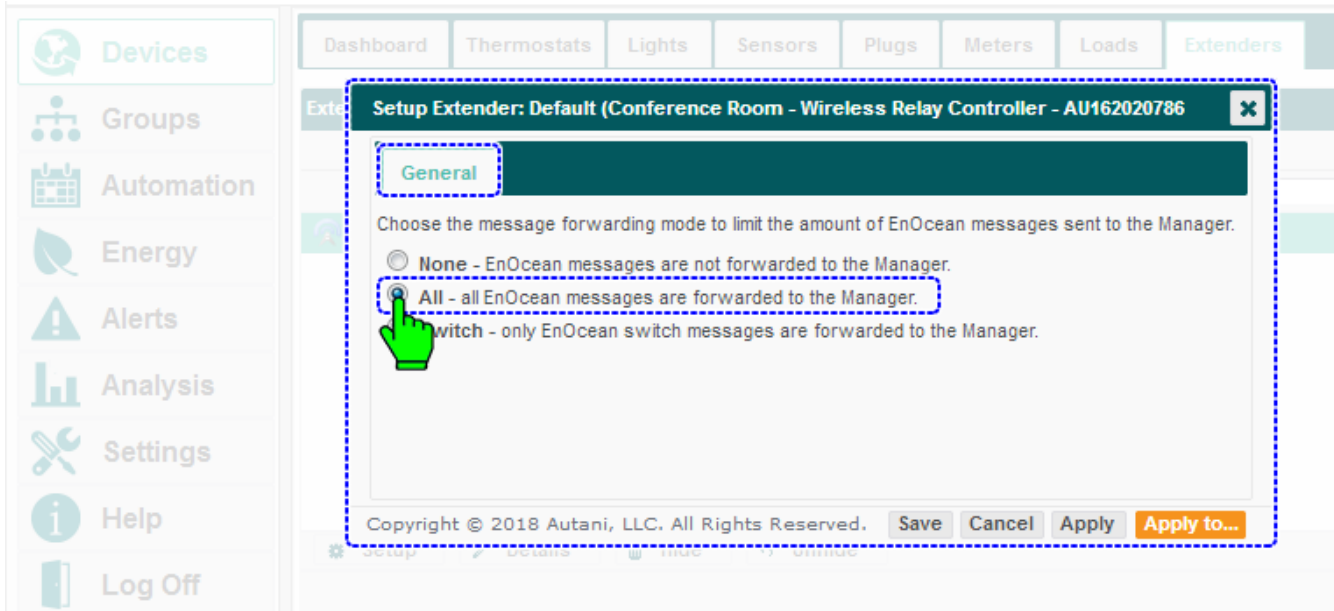 Devices
Groups
Automation
Energy
Alerts
Analysis
Settings
Help
Log Off
Dashboard Thermostats Lights Sensors Plugs Meters Loads Extenders
Exte
Setup Extender: Default (Conference Room - Wireless Relay Controller - AU162020786
General
Choose the message forwarding mode to limit the amount of EnOcean messages sent to the Manager.
None - EnOcean messages are not forwarded to the Manager.
All - all EnOcean messages are forwarded to the Manager.
witch - only EnOcean switch messages are forwarded to the Manager.
Copyright © 2018 Autani, LLC. All Rights Reserved. Save Cancel Apply Apply to...
Setup Details Hide Unhide